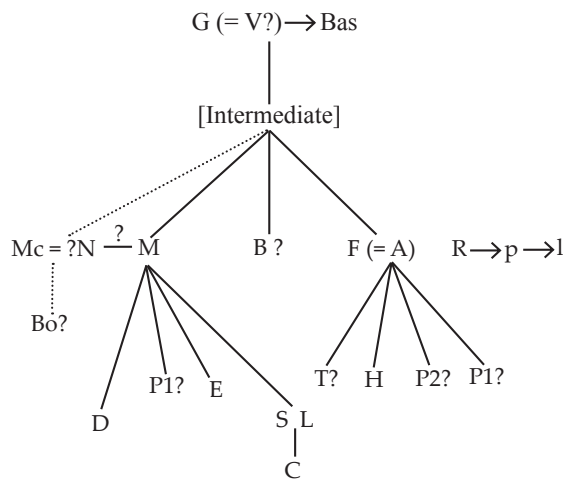 G (= V?) → Bas
[Intermediate]
Mc = ?N ? M B ? F (= A) R → p → l
Bo?
T? H P2? P1?
P1? E
D S L
C